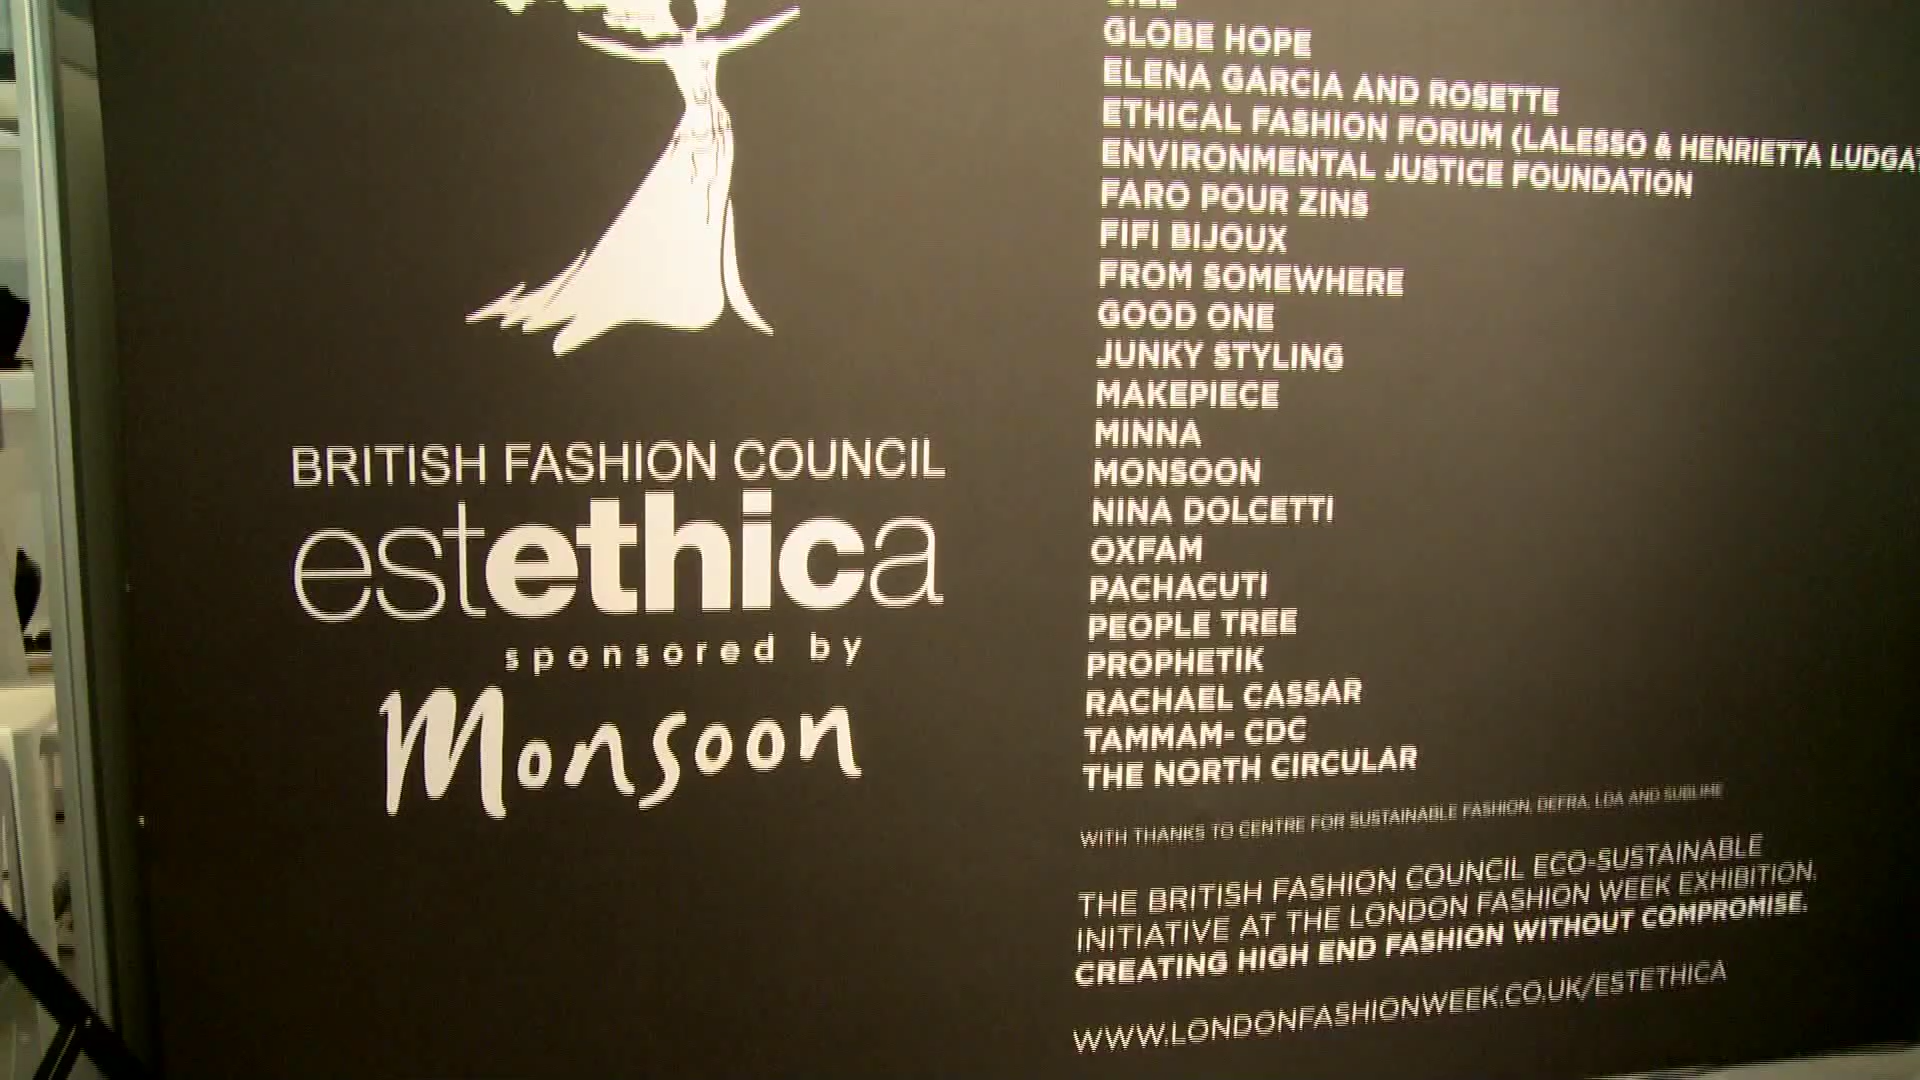 BRITISH FASHION COUNCIL
estethica
sponsored by
Monsoon
GLOBE HOPE
ELENA GARCIA AND ROSETTE
ETHICAL FASHION FORUM (LALESSO & HENRIETTA
ENVIRONMENTAL JUSTICE FOUNDATION
FARO POUR ZINS
FIFI BIJOUX
FROM SOMEWHERE
GOOD ONE
JUNKY STYLING
MAKEPIECE
MINNA
MONSOON
NINA DOLCETTI
OXFAM
PACHACUTI
PEOPLE TREE
PROPHETIK
RACHAEL CASSAR
TAMMAM- CDC
THE NORTH CIRCULAR
WITH THANKS TO CENTRE FOR SUSTAINABLE FASHION, DEFRA, LDA AND SUBLIME
THE BRITISH FASHION COUNCIL ECO-SUSTAINABLE
INITIATIVE AT THE LONDON FASHION WEEK EXHIBITION.
CREATING HIGH END FASHION WITHOUT COMPROMISE.
WWW.LONDONFASHIONWEEK.CO.UK/ESTETHICA